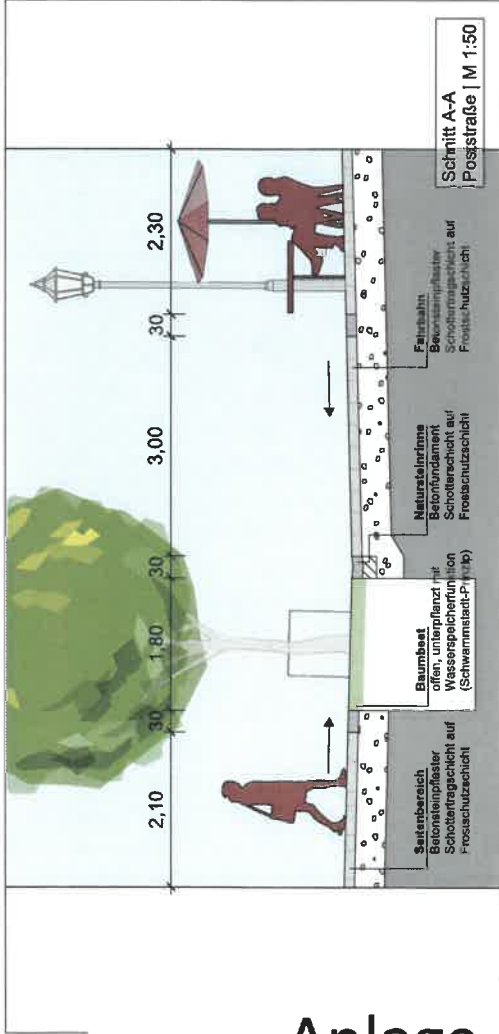 2,10
30
1,80
30
3,00
30
2,30
Seitenbereich
Betonsteinpflaster
Schottertragschicht auf
Frostschutzschicht
Baumbeet
offen, unterpflanzt mit
Wasserspeicherfunktion
(Schwammstadt-Prinzip)
Natursteinrinne
Betonfundament
Schotterschicht auf
Frostschutzschicht
Fahrbahn
Betonsteinpflaster
Schottertragschicht auf
Frostschutzschicht
Schnitt A-A
Poststraße | M 1:50
Anlage